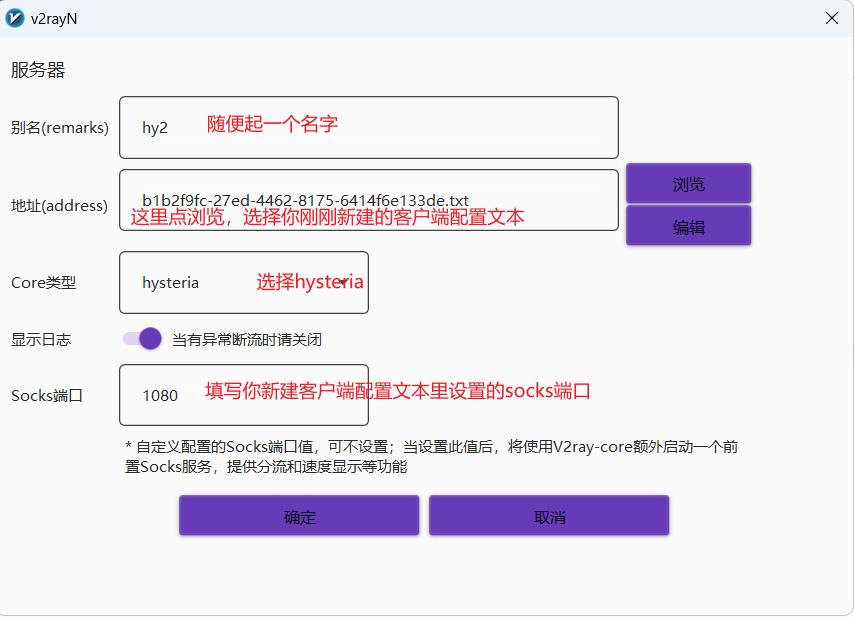 v2rayN
服务器
别名(remarks)
hy2
随便起一个名字
地址(address)
b1b2f9fc-27ed-4462-8175-6414f6e133de.txt
这里点浏览，选择你刚刚新建的客户端配置文本
浏览
编辑
Core类型
hysteria
选择hysteria
显示日志
当有异常断流时请关闭
Socks端口
1080
填写你新建客户端配置文本里设置的socks端口
* 自定义配置的Socks端口值，可不设置；当设置此值后，将使用V2ray-core额外启动一个前
置Socks服务，提供分流和速度显示等功能
确定
取消